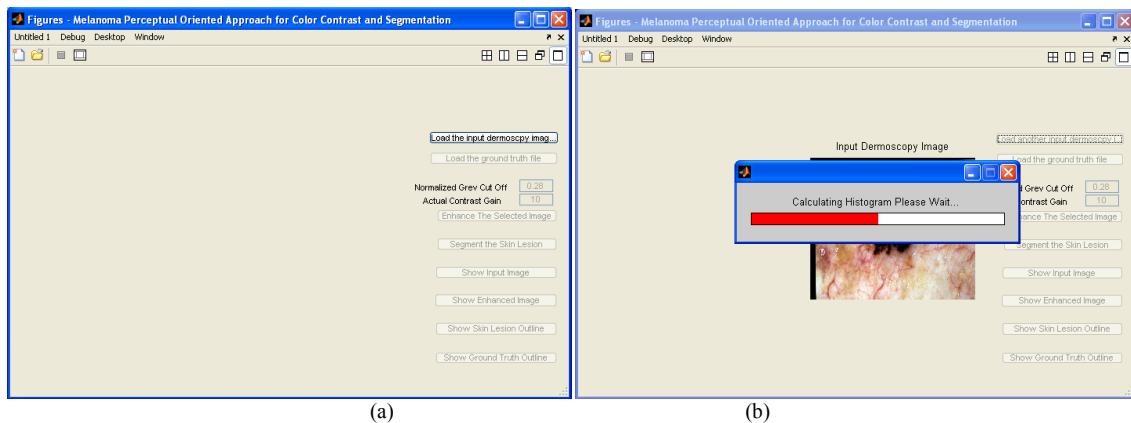 Figures - Melanoma Perceptual Oriented Approach for Color Contrast and Segmentation
Untitled 1 Debug Desktop Window
Load the input dermoscpy imag...
Load the ground truth file
Normalized Grey Cut Off 0.28
Actual Contrast Gain 10
Enhance The Selected Image
Segment the Skin Lesion
Show Input Image
Show Enhanced Image
Show Skin Lesion Outline
Show Ground Truth Outline
(a)
Figures - Melanoma Perceptual Oriented Approach for Color Contrast and Segmentation
Untitled 1 Debug Desktop Window
Load another input dermoscopy i...
Input Dermoscopy Image
Load the ground truth file
Calculating Histogram Please Wait...
d Grey Cut Off 0.28
ontrast Gain 10
ance The Selected Image
Segment the Skin Lesion
Show Input Image
Show Enhanced Image
Show Skin Lesion Outline
Show Ground Truth Outline
(b)